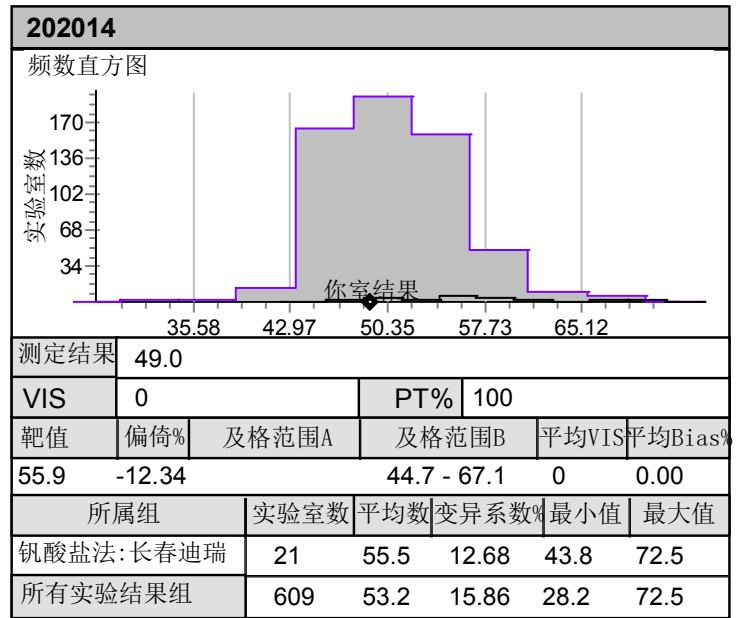 202014
频数直方图
实验室数
170
136
102
68
34
你室结果
35.58 42.97 50.35 57.73 65.12
测定结果 49.0
VIS 0 PT% 100
靶值 偏倚% 及格范围A 及格范围B 平均VIS 平均Bias%
55.9 -12.34 44.7 - 67.1 0 0.00
所属组 实验室数 平均数 变异系数% 最小值 最大值
钒酸盐法:长春迪瑞 21 55.5 12.68 43.8 72.5
所有实验结果组 609 53.2 15.86 28.2 72.5